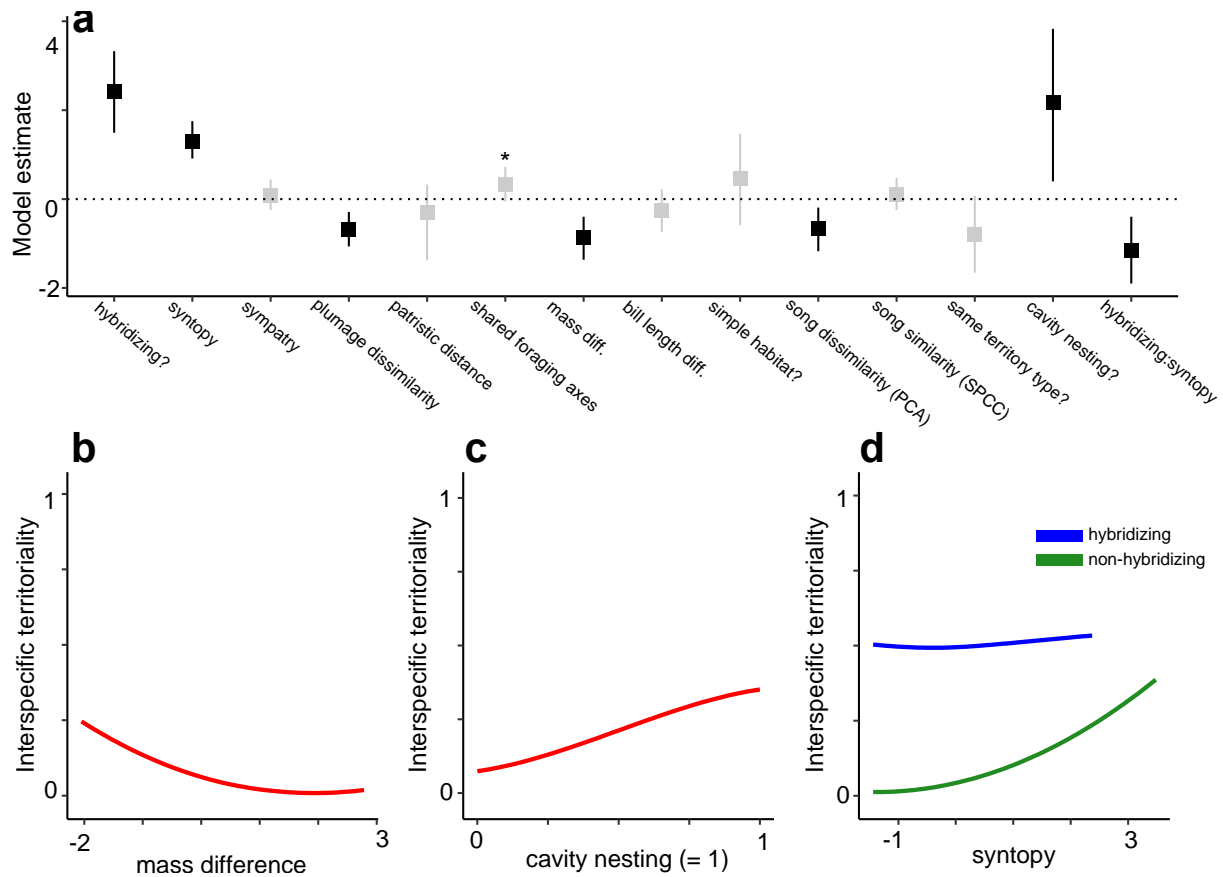 a
4
0
-2
Model estimate
*
hybridizing?
syntopy
sympatry
plumage dissimilarity
patristic distance
shared foraging axes
mass diff.
bill length diff.
simple habitat?
song dissimilarity (PCA)
song similarity (SPCC)
same territory type?
cavity nesting?
hybridizing:syntopy
b
1
0
Interspecific territoriality
-2
3
mass difference
c
1
0
Interspecific territoriality
0
1
cavity nesting (= 1)
d
1
0
Interspecific territoriality
hybridizing
non-hybridizing
-1
3
syntopy